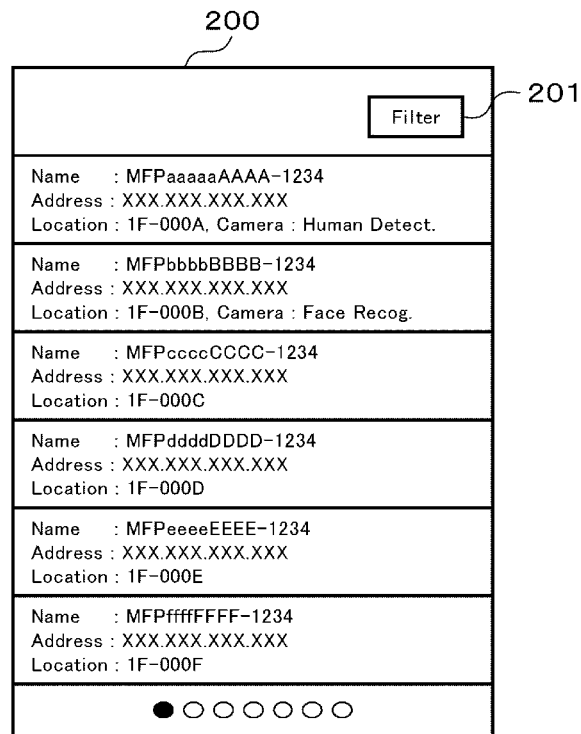 200
201
Filter
Name : MFPaaaaaAAAA-1234
Address : XXX.XXX.XXX.XXX
Location : 1F-000A, Camera : Human Detect.
Name : MFPbbbbBBBB-1234
Address : XXX.XXX.XXX.XXX
Location : 1F-000B, Camera : Face Recog.
Name : MFPccccCCCC-1234
Address : XXX.XXX.XXX.XXX
Location : 1F-000C
Name : MFPddddDDDD-1234
Address : XXX.XXX.XXX.XXX
Location : 1F-000D
Name : MFPeeeeEEEE-1234
Address : XXX.XXX.XXX.XXX
Location : 1F-000E
Name : MFPffffFFFF-1234
Address : XXX.XXX.XXX.XXX
Location : 1F-000F